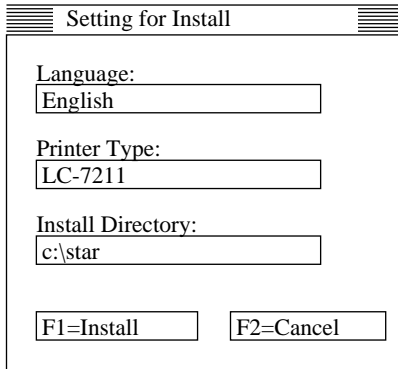 Setting for Install
Language:
English
Printer Type:
LC-7211
Install Directory:
c:\star
F1=Install F2=Cancel